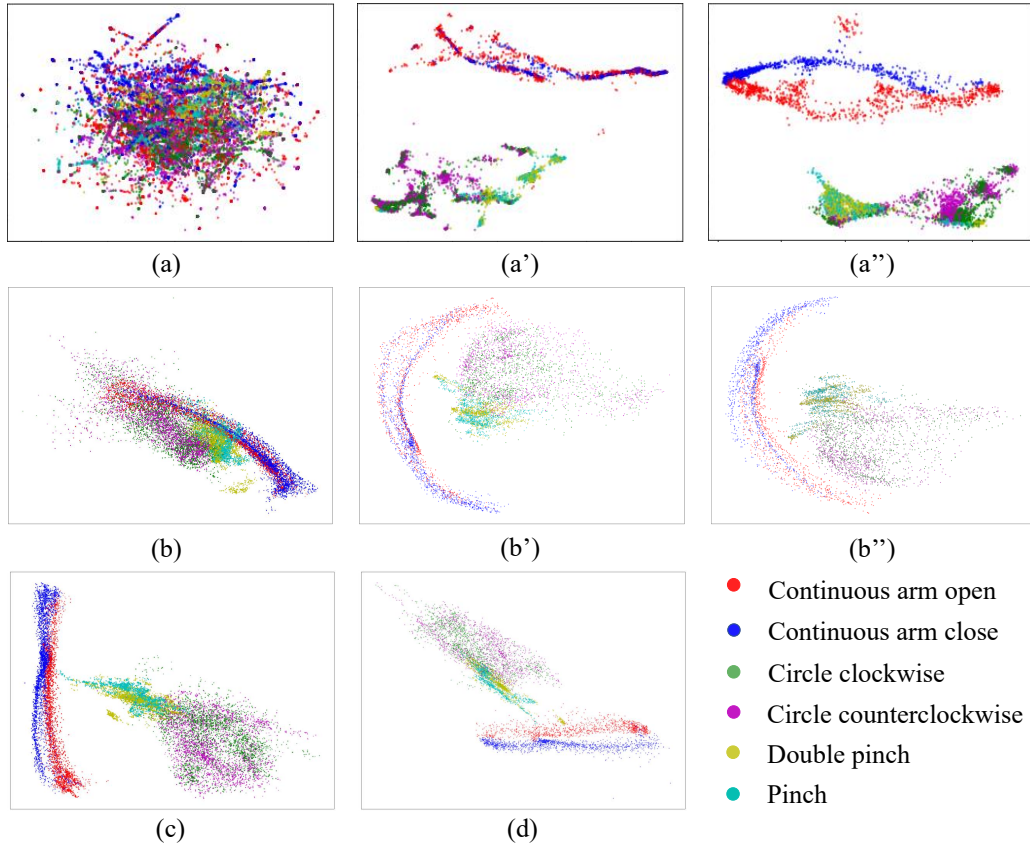 (a)
(a’)
(a”)
(b)
(b’)
(b”)
(c)
(d)
Continuous arm open
Continuous arm close
Circle clockwise
Circle counterclockwise
Double pinch
Pinch